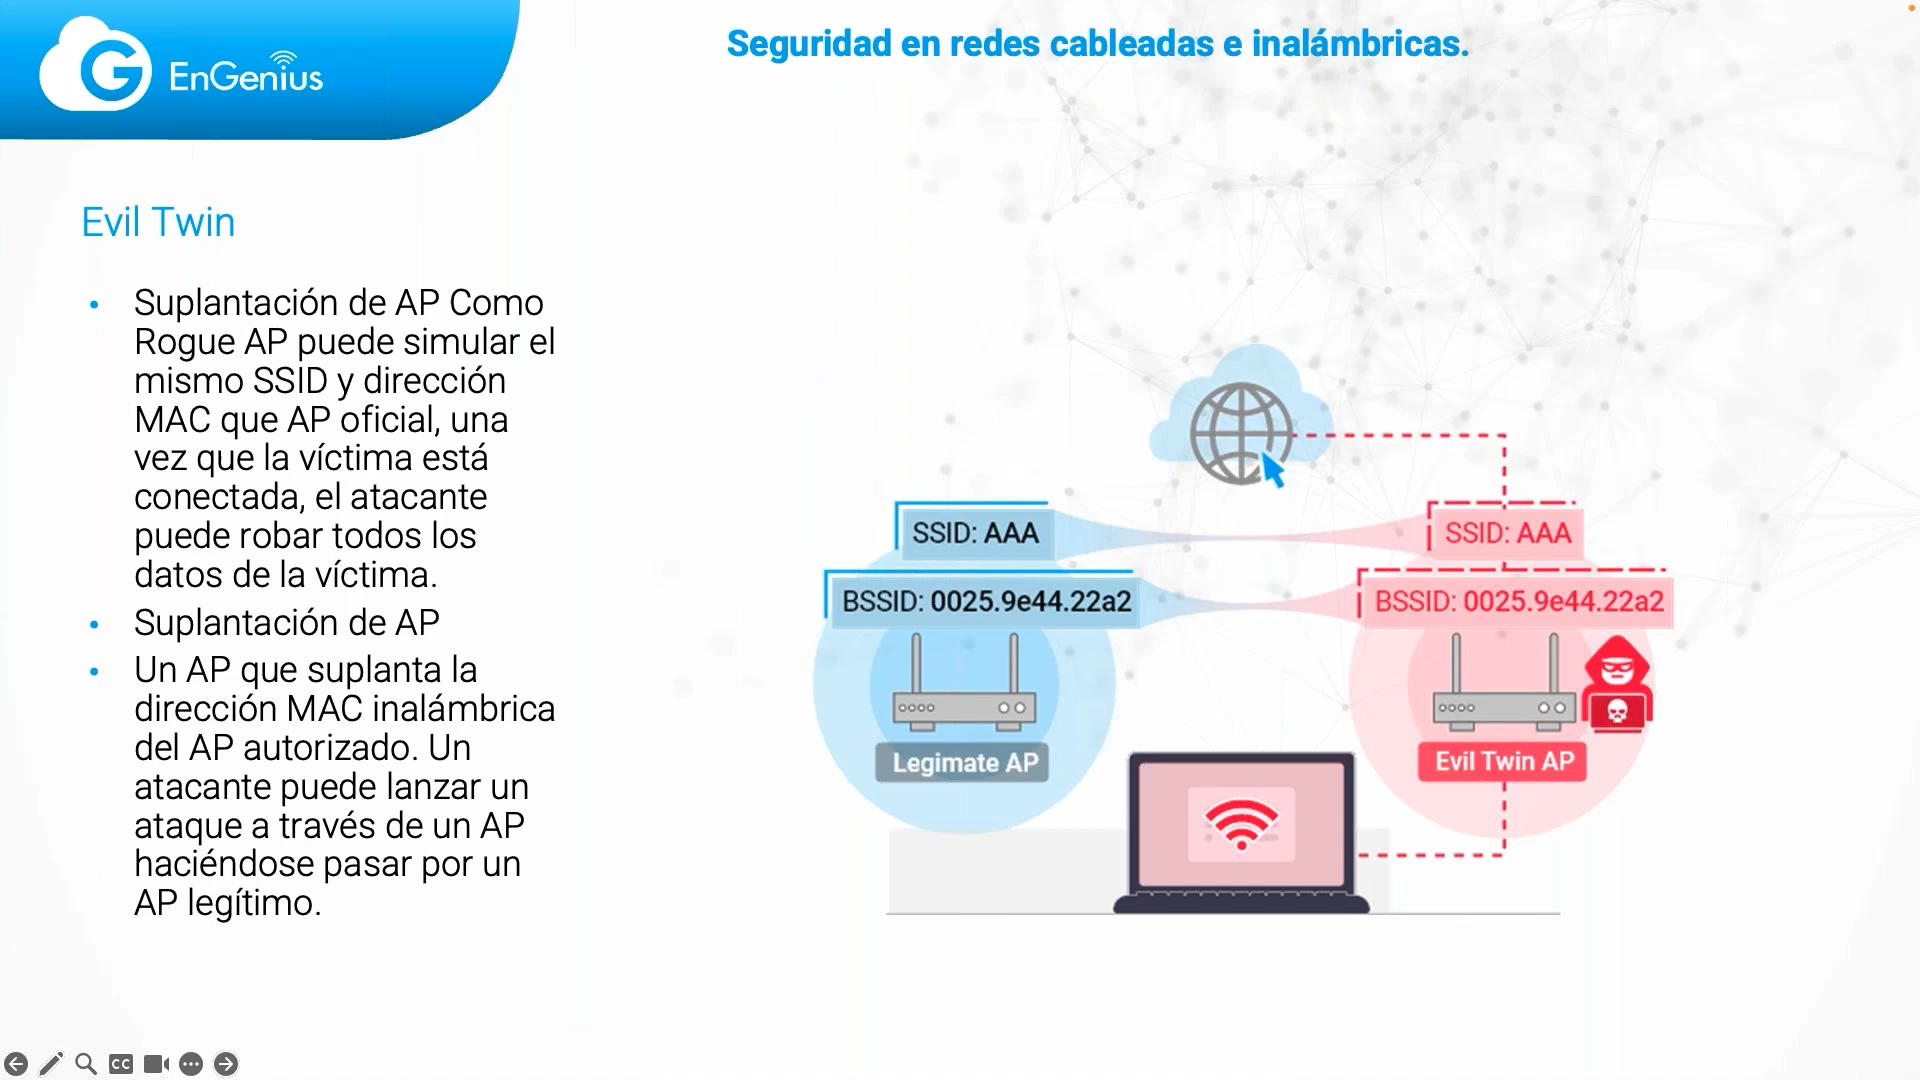 G EnGenius
Seguridad en redes cableadas e inalámbricas.
Evil Twin
• Suplantación de AP Como
Rogue AP puede simular el
mismo SSID y dirección
MAC que AP oficial, una
vez que la víctima está
conectada, el atacante
puede robar todos los
datos de la víctima.
• Suplantación de AP
• Un AP que suplanta la
dirección MAC inalámbrica
del AP autorizado. Un
atacante puede lanzar un
ataque a través de un AP
haciéndose pasar por un
AP legítimo.
SSID: AAA
BSSID: 0025.9e44.22a2
Legimate AP
SSID: AAA
BSSID: 0025.9e44.22a2
Evil Twin AP
CC